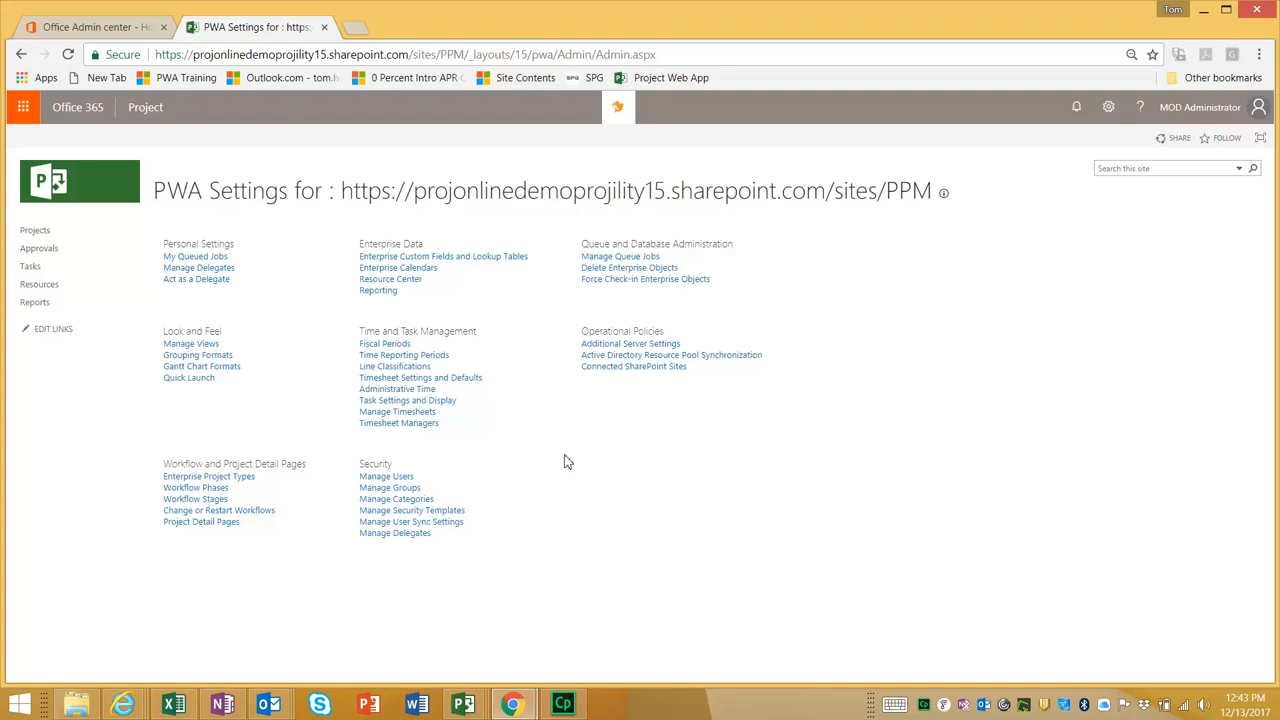 Tom
Office Admin center - Ho
PWA Settings for : https:
Secure
https://projonlinedemoprojility15.sharepoint.com/sites/PPM/_layouts/15/pwa/Admin/Admin.aspx
Apps
New Tab
PWA Training
Outlook.com - tom.h
0 Percent Intro APR C
Site Contents
SPG SPG
Project Web App
Other bookmarks
Office 365
Project
MOD Administrator
SHARE
FOLLOW
PWA Settings for : https://projonlinedemoprojility15.sharepoint.com/sites/PPM
Search this site
Projects
Approvals
Tasks
Resources
Reports
EDIT LINKS
Personal Settings
My Queued Jobs
Manage Delegates
Act as a Delegate
Enterprise Data
Enterprise Custom Fields and Lookup Tables
Enterprise Calendars
Resource Center
Reporting
Queue and Database Administration
Manage Queue Jobs
Delete Enterprise Objects
Force Check-in Enterprise Objects
Look and Feel
Manage Views
Grouping Formats
Gantt Chart Formats
Quick Launch
Time and Task Management
Fiscal Periods
Time Reporting Periods
Line Classifications
Timesheet Settings and Defaults
Administrative Time
Task Settings and Display
Manage Timesheets
Timesheet Managers
Operational Policies
Additional Server Settings
Active Directory Resource Pool Synchronization
Connected SharePoint Sites
Workflow and Project Detail Pages
Enterprise Project Types
Workflow Phases
Workflow Stages
Change or Restart Workflows
Project Detail Pages
Security
Manage Users
Manage Groups
Manage Categories
Manage Security Templates
Manage User Sync Settings
Manage Delegates
12:43 PM
12/13/2017